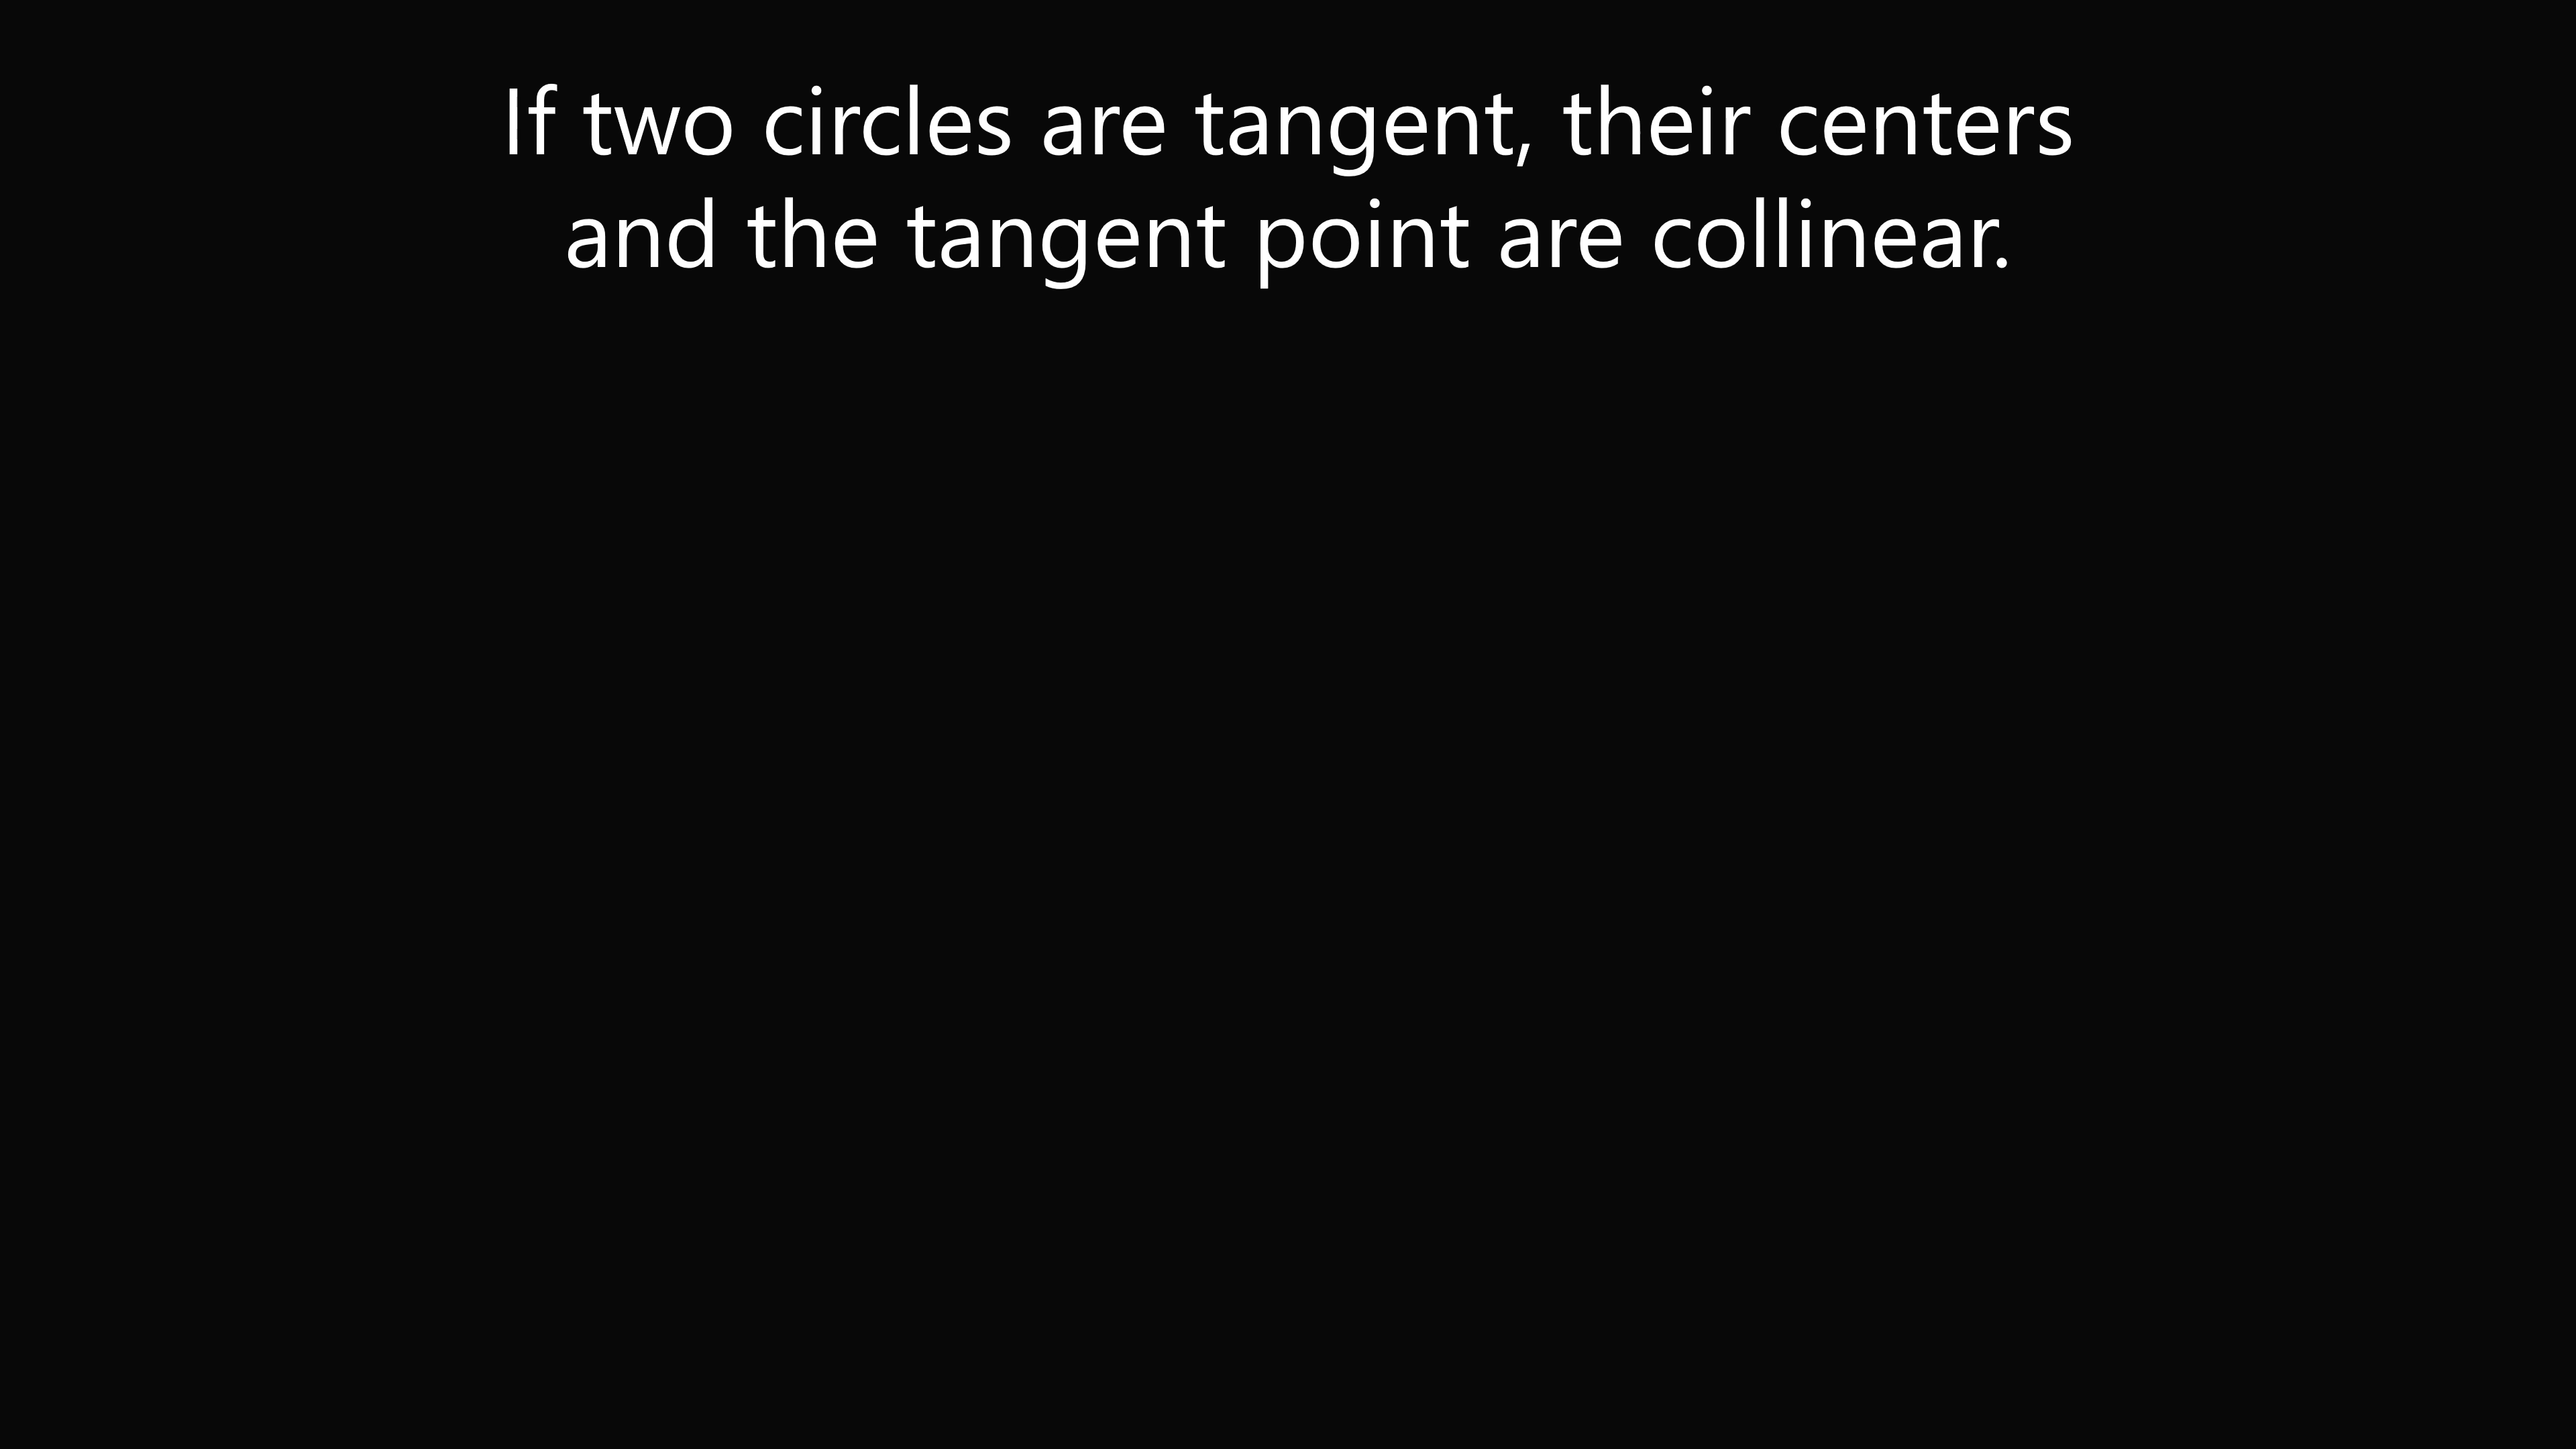 If two circles are tangent, their centers
and the tangent point are collinear.